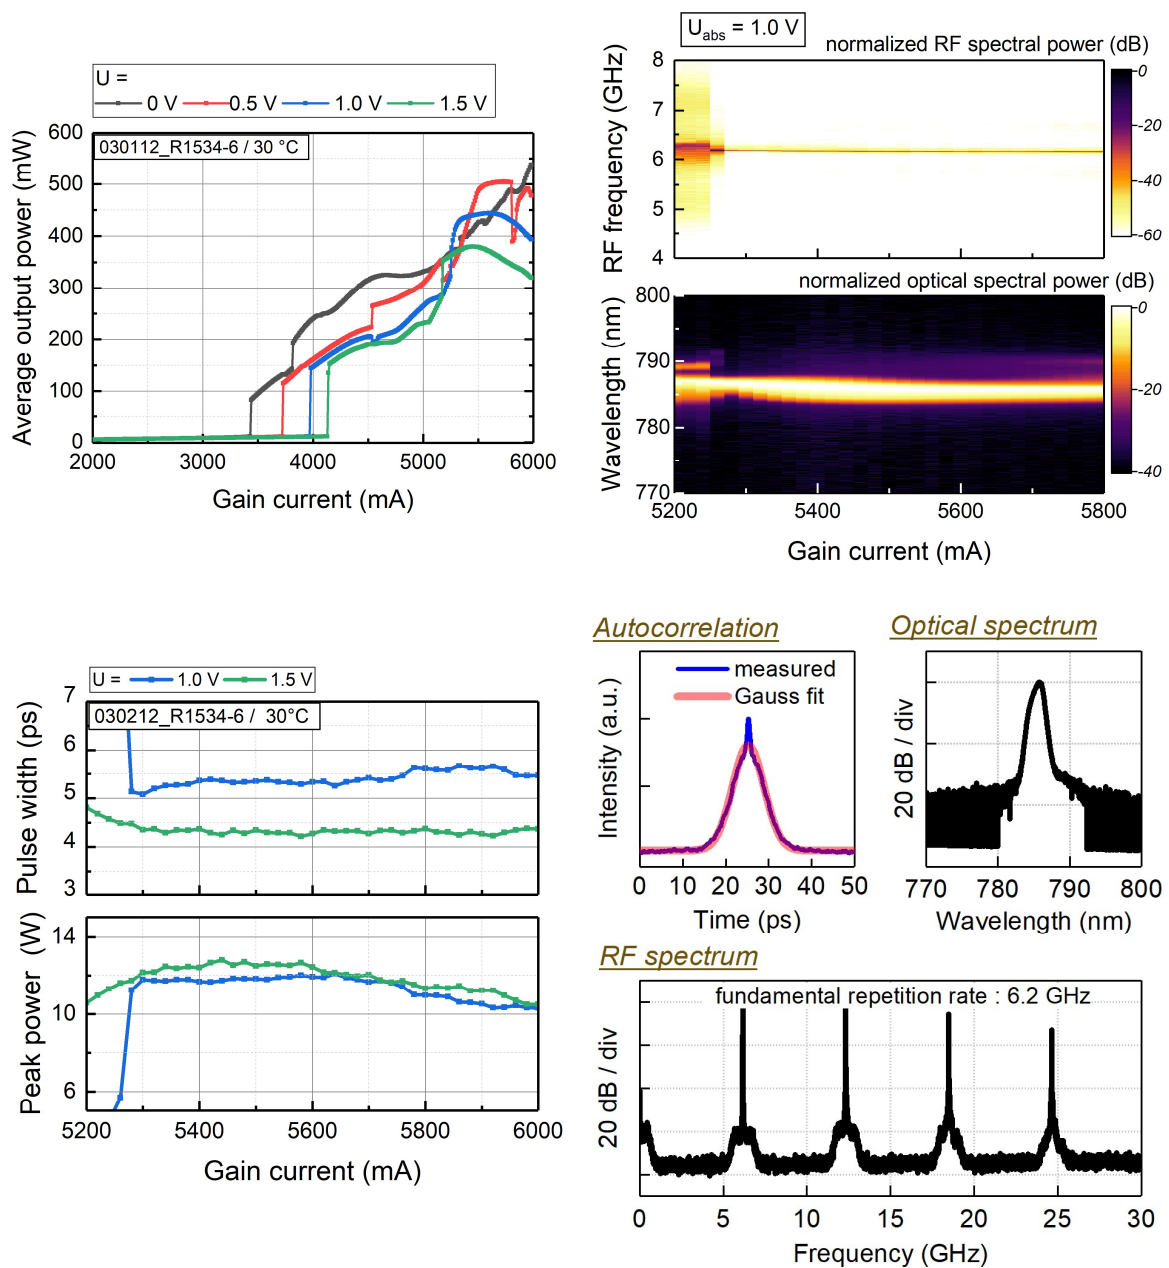 U =
0 V
0.5 V
1.0 V
1.5 V
030112_R1534-6 / 30 °C
Average output power (mW)
600
500
400
300
200
100
0
2000
3000
4000
5000
6000
Gain current (mA)
Uabs = 1.0 V
normalized RF spectral power (dB)
RF frequency (GHz)
8
7
6
5
4
0
-20
-40
-60
normalized optical spectral power (dB)
Wavelength (nm)
800
790
780
770
0
-20
-40
5200
5400
5600
5800
Gain current (mA)
U =
1.0 V
1.5 V
030212_R1534-6 / 30°C
Pulse width (ps)
7
6
5
4
3
Peak power (W)
14
10
6
5200
5400
5600
5800
6000
Gain current (mA)
Autocorrelation
measured
Gauss fit
Intensity (a.u.)
0
10
20
30
40
50
Time (ps)
Optical spectrum
20 dB / div
770
780
790
800
Wavelength (nm)
RF spectrum
fundamental repetition rate : 6.2 GHz
20 dB / div
0
5
10
15
20
25
30
Frequency (GHz)